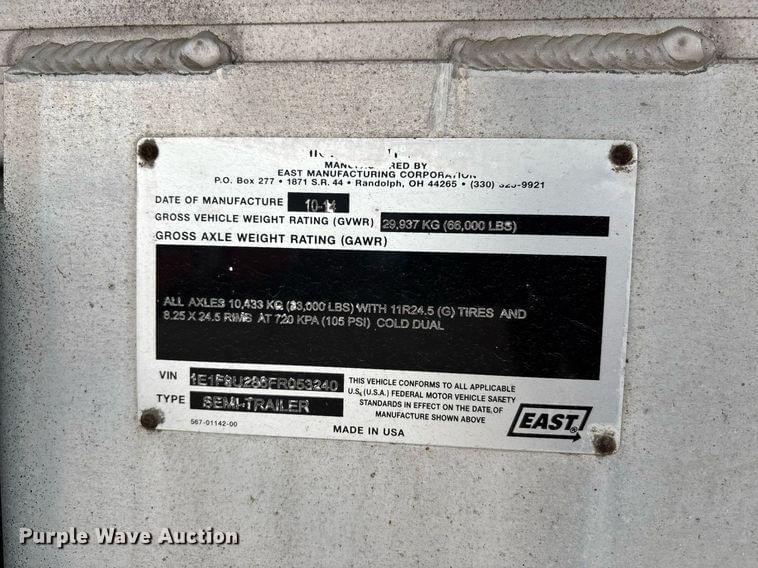 MANUFACTURED BY
EAST MANUFACTURING CORPORATION
P.O. Box 277 • 1871 S.R. 44 • Randolph, OH 44265 • (330) 325-9921
DATE OF MANUFACTURE 10-14
GROSS VEHICLE WEIGHT RATING (GVWR) 29,937 KG (66,000 LBS)
GROSS AXLE WEIGHT RATING (GAWR)
ALL AXLES 10,433 KG (23,000 LBS) WITH 11R24.5 (G) TIRES AND
8.25 X 24.5 RIMS AT 720 KPA (105 PSI) COLD DUAL
VIN
TYPE SEMI-TRAILER
567-01142-00
THIS VEHICLE CONFORMS TO ALL APPLICABLE
U.S. (U.S.A.) FEDERAL MOTOR VEHICLE SAFETY
STANDARDS IN EFFECT ON THE DATE OF
MANUFACTURE SHOWN ABOVE
MADE IN USA
EAST®
Purple Wave Auction